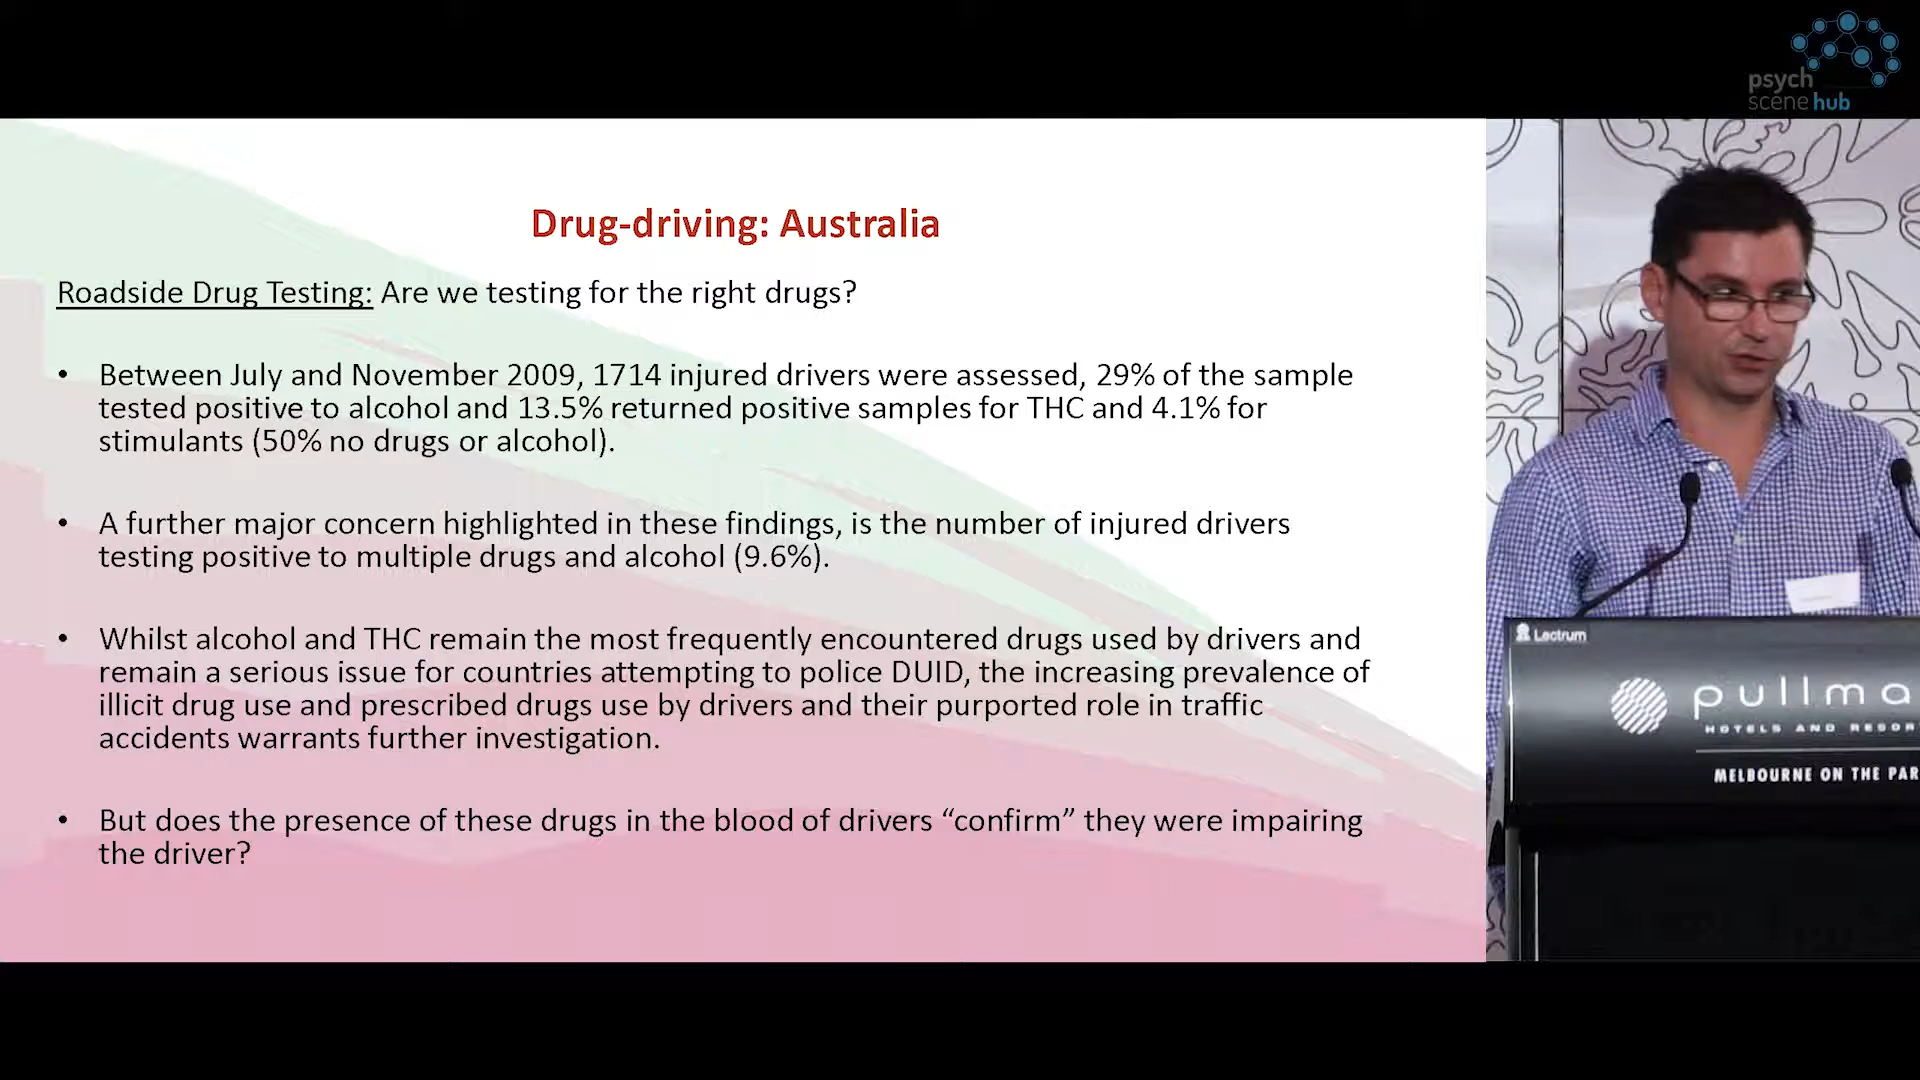 psych
scene hub
Drug-driving: Australia
Roadside Drug Testing: Are we testing for the right drugs?
• Between July and November 2009, 1714 injured drivers were assessed, 29% of the sample
tested positive to alcohol and 13.5% returned positive samples for THC and 4.1% for
stimulants (50% no drugs or alcohol).
• A further major concern highlighted in these findings, is the number of injured drivers
testing positive to multiple drugs and alcohol (9.6%).
• Whilst alcohol and THC remain the most frequently encountered drugs used by drivers and
remain a serious issue for countries attempting to police DUID, the increasing prevalence of
illicit drug use and prescribed drugs use by drivers and their purported role in traffic
accidents warrants further investigation.
• But does the presence of these drugs in the blood of drivers “confirm” they were impairing
the driver?
Lectrum
pullma
HOTELS AND RESOR
MELBOURNE ON THE PAR